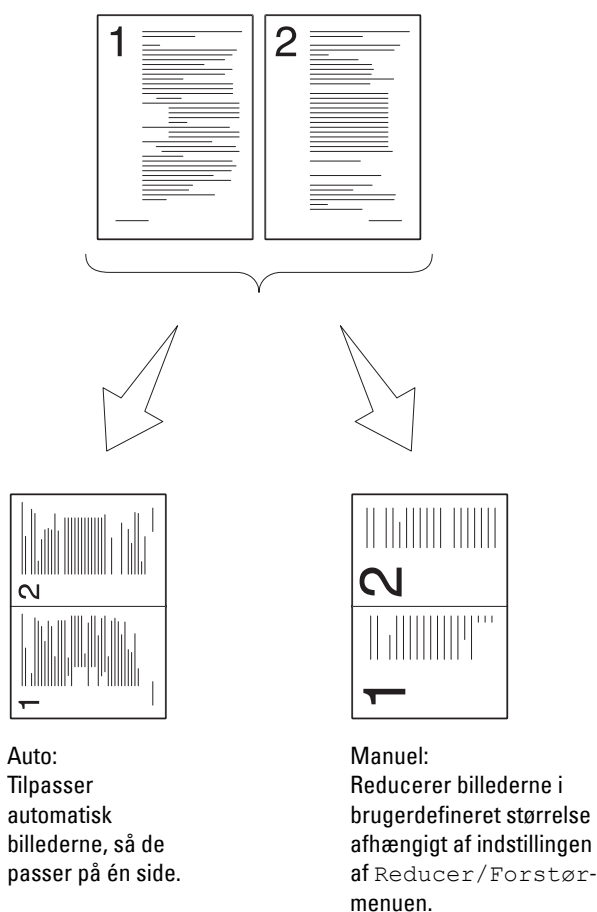 1 2
2
1
2
1
Auto:
Tilpasser
automatisk
billederne, så de
passer på én side.
Manuel:
Reducerer billederne i
brugerdefineret størrelse
afhængigt af indstillingen
af Reducer/Forstør-
menuen.